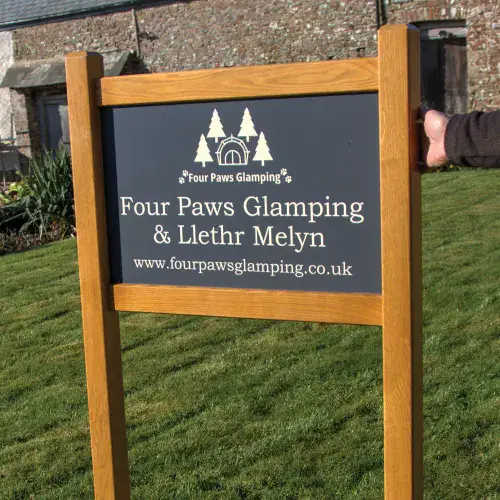 Four Paws Glamping
Four Paws Glamping
& Llethr Melyn
www.fourpawsglamping.co.uk